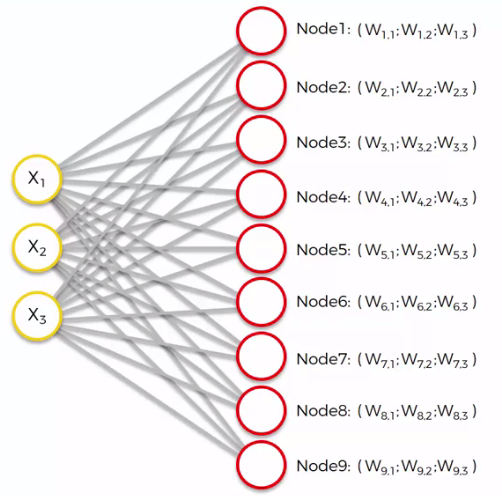 Node1: (W1,1;W1,2;W1,3)
Node2: (W2,1;W2,2;W2,3)
Node3: (W3,1;W3,2;W3,3)
X1
Node4: (W4,1;W4,2;W4,3)
X2
Node5: (W5,1;W5,2;W5,3)
Node6: (W6,1;W6,2;W6,3)
X3
Node7: (W7,1;W7,2;W7,3)
Node8: (W8,1;W8,2;W8,3)
Node9: (W9,1;W9,2;W9,3)